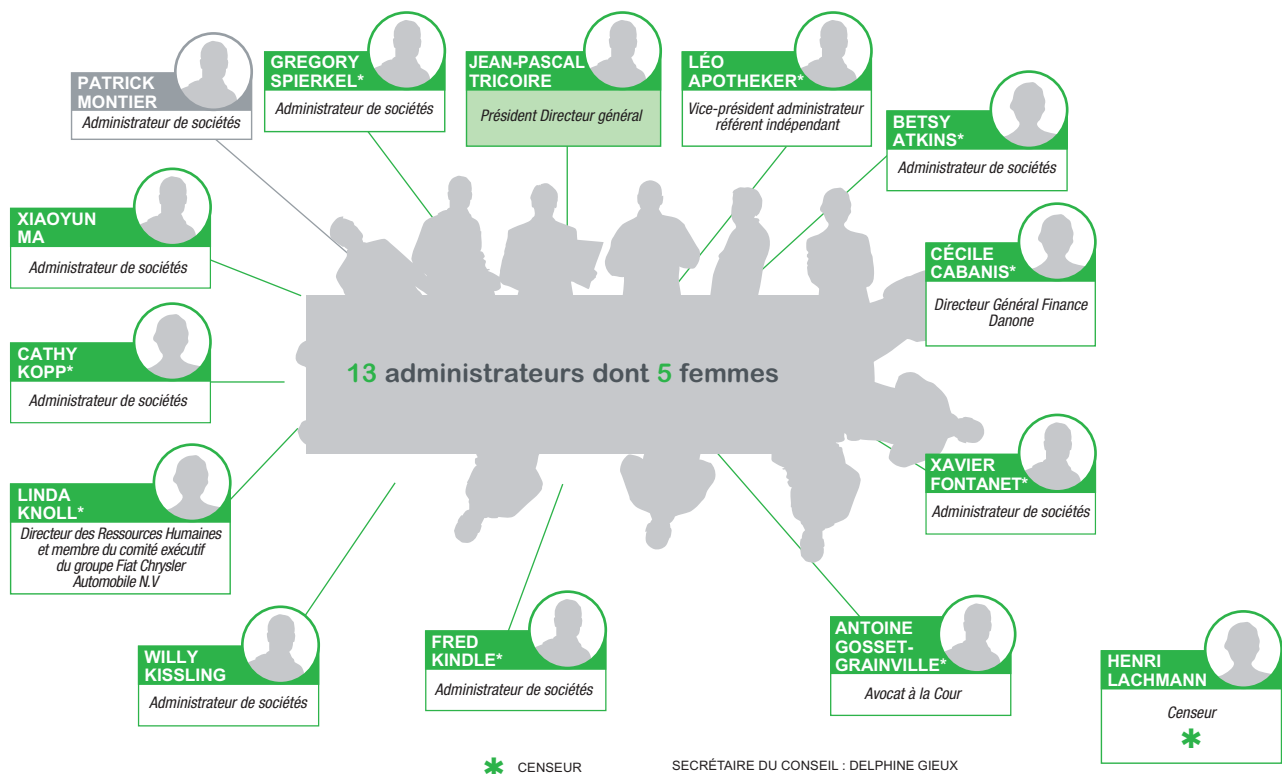 PATRICK
MONTIER
Administrateur de sociétés
GREGORY
SPIERKEL*
Administrateur de sociétés
JEAN-PASCAL
TRICOIRE
Président Directeur général
LÉO
APOTHEKER*
Vice-président administrateur
référent indépendant
BETSY
ATKINS*
Administrateur de sociétés
XIAOYUN
MA
Administrateur de sociétés
CÉCILE
CABANIS*
Directeur Général Finance
Danone
CATHY
KOPP*
Administrateur de sociétés
13 administrateurs dont 5 femmes
LINDA
KNOLL*
Directeur des Ressources Humaines
et membre du comité exécutif
du groupe Fiat Chrysler
Automobile N.V
XAVIER
FONTANET*
Administrateur de sociétés
WILLY
KISSLING
Administrateur de sociétés
FRED
KINDLE*
Administrateur de sociétés
ANTOINE
GOSSET-
GRAINVILLE*
Avocat à la Cour
HENRI
LACHMANN
Censeur
*
* CENSEUR
SECRÉTAIRE DU CONSEIL : DELPHINE GIEUX